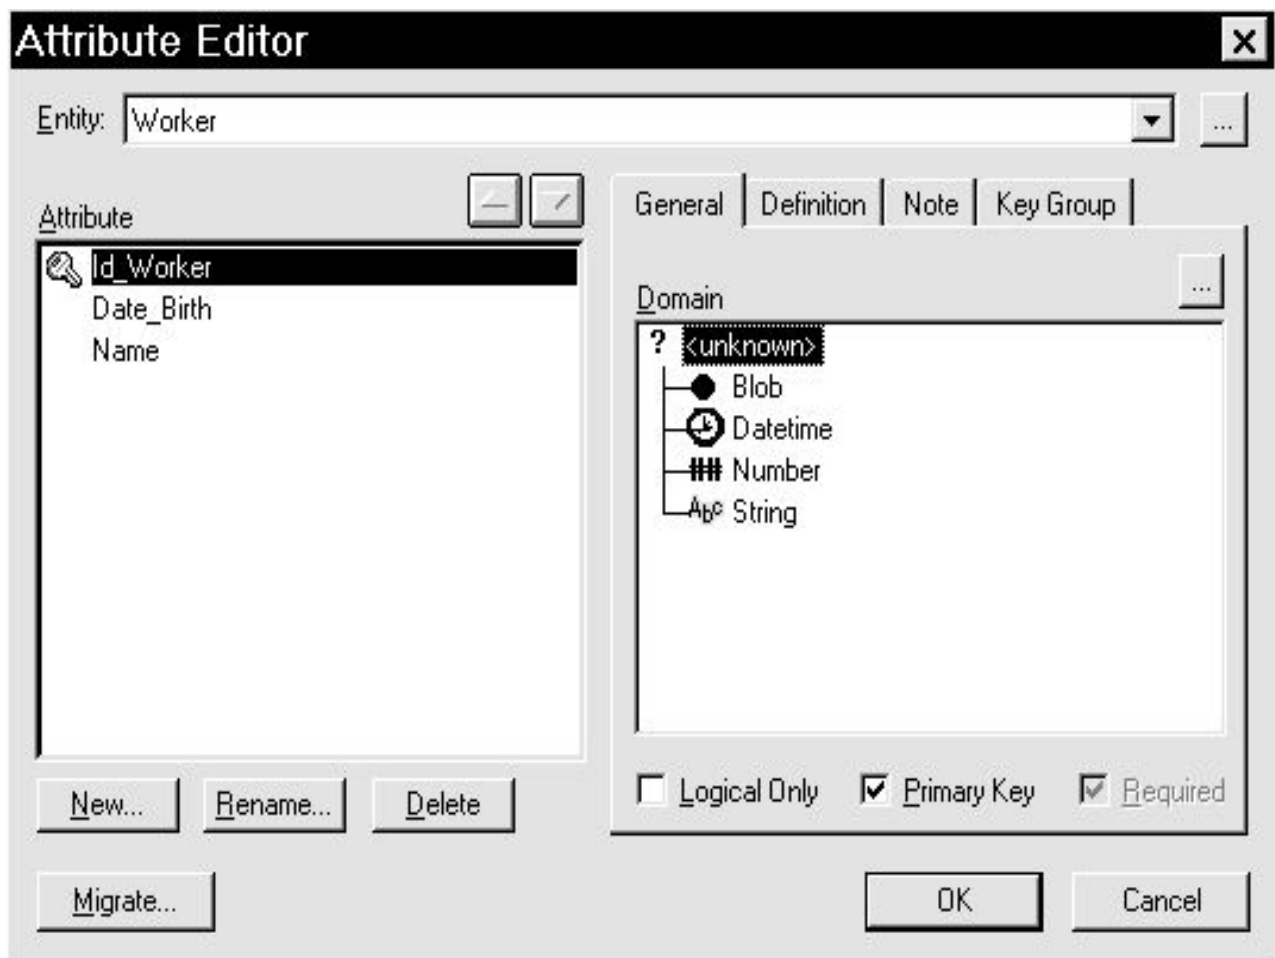 Attribute Editor
Entity: Worker ...
Attribute
Id_Worker
Date_Birth
Name
New... Rename... Delete
Migrate...
General Definition Note Key Group
...
Domain
? <unknown>
Blob
Datetime
## Number
Abc String
Logical Only Primary Key Required
OK Cancel